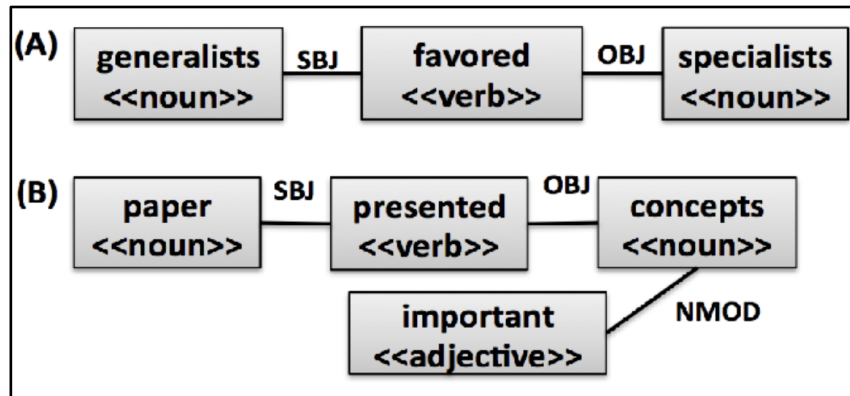 (A)
generalists SBJ favored OBJ specialists
<<noun>> <<verb>> <<noun>>
(B)
paper SBJ presented OBJ concepts
<<noun>> <<verb>> <<noun>>
important NMOD
<<adjective>>